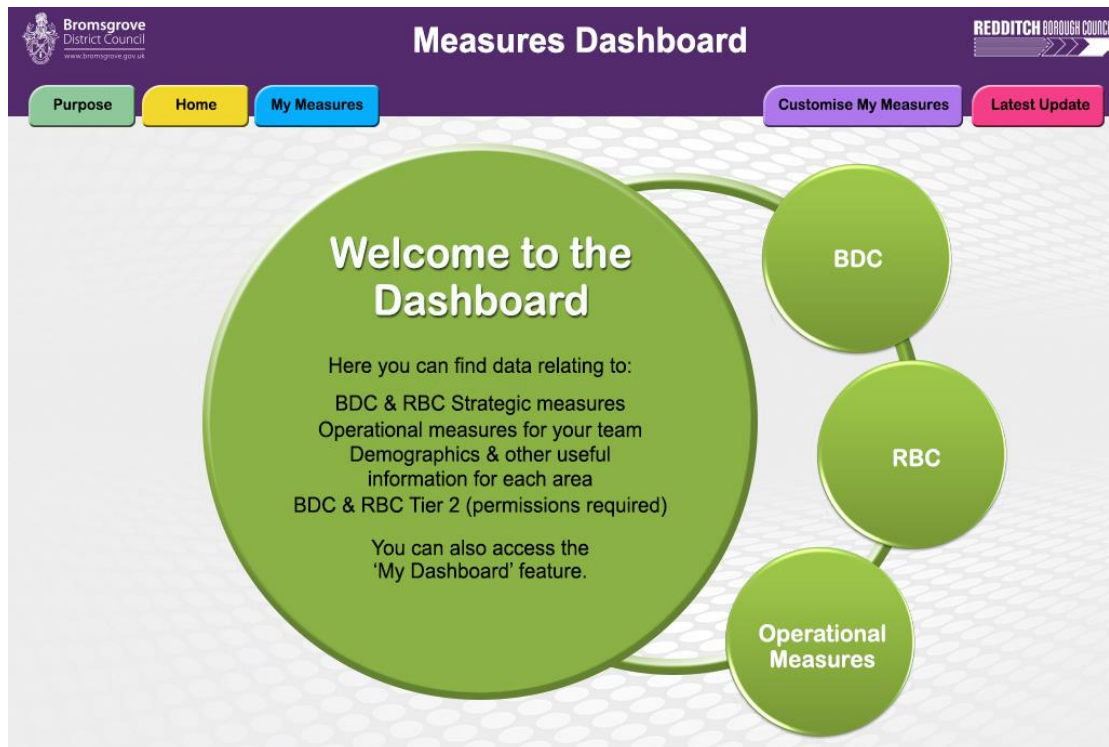 Bromsgrove
District Council
www.bromsgrove.gov.uk
Measures Dashboard
REDDITCH BOROUGH COUNCIL
Purpose
Home
My Measures
Customise My Measures
Latest Update
Welcome to the
Dashboard
Here you can find data relating to:
BDC & RBC Strategic measures
Operational measures for your team
Demographics & other useful
information for each area
BDC & RBC Tier 2 (permissions required)
You can also access the
‘My Dashboard’ feature.
BDC
RBC
Operational
Measures